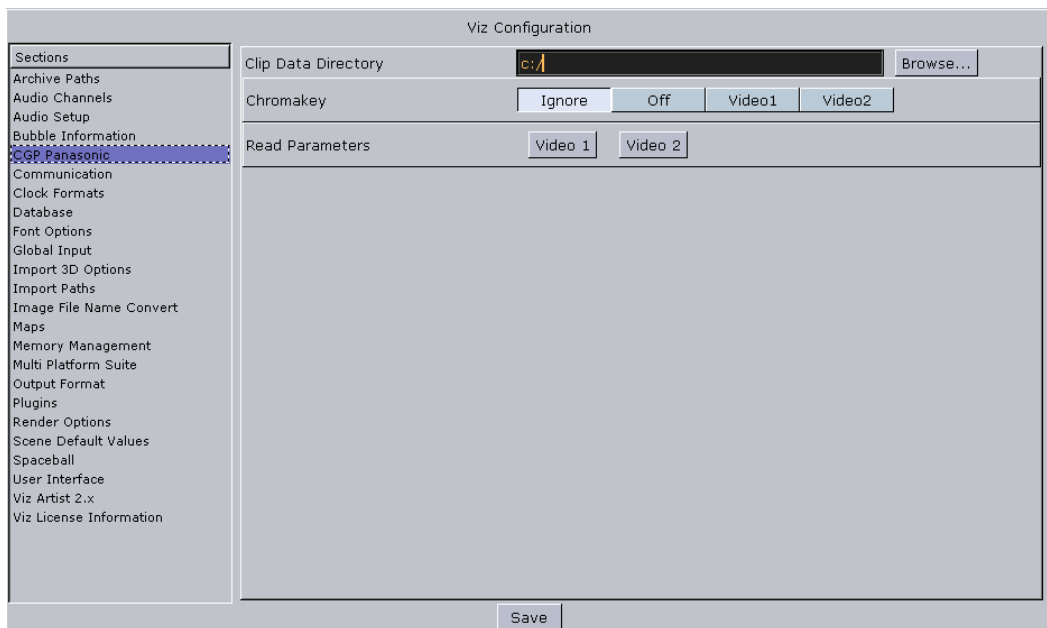 Viz Configuration
Sections
Archive Paths
Audio Channels
Audio Setup
Bubble Information
CGP Panasonic
Communication
Clock Formats
Database
Font Options
Global Input
Import 3D Options
Import Paths
Image File Name Convert
Maps
Memory Management
Multi Platform Suite
Output Format
Plugins
Render Options
Scene Default Values
Spaceball
User Interface
Viz Artist 2.x
Viz License Information
Clip Data Directory c:/ Browse...
Chromakey Ignore Off Video1 Video2
Read Parameters Video 1 Video 2
Save